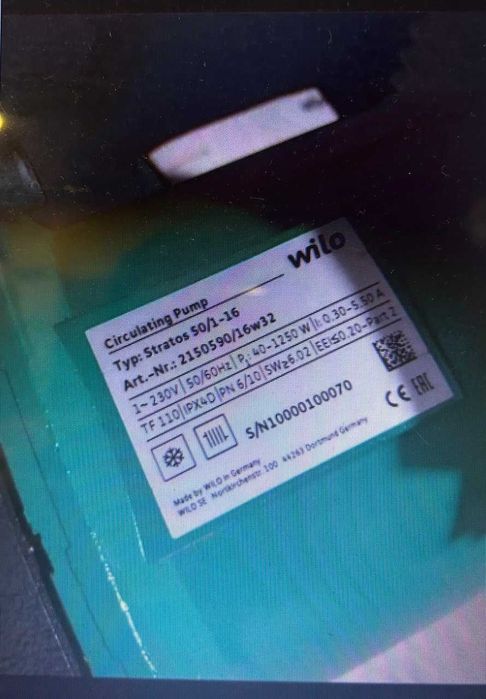 wilo
Circulating Pump
Typ: Stratos 50/1-16
Art.-Nr.: 2150590/16w32
1~ 230V | 50/60Hz | P₁: 40-1250 W | I: 0.30-5.50 A
TF 110 | IPX4D | PN 6/10 | SW≥6.02 | EEI≤0.20-Part 2
S/N10000100070
CE EAC
Made by WILO in Germany
WILO SE Nortkirchenstr. 100 44263 Dortmund Germany